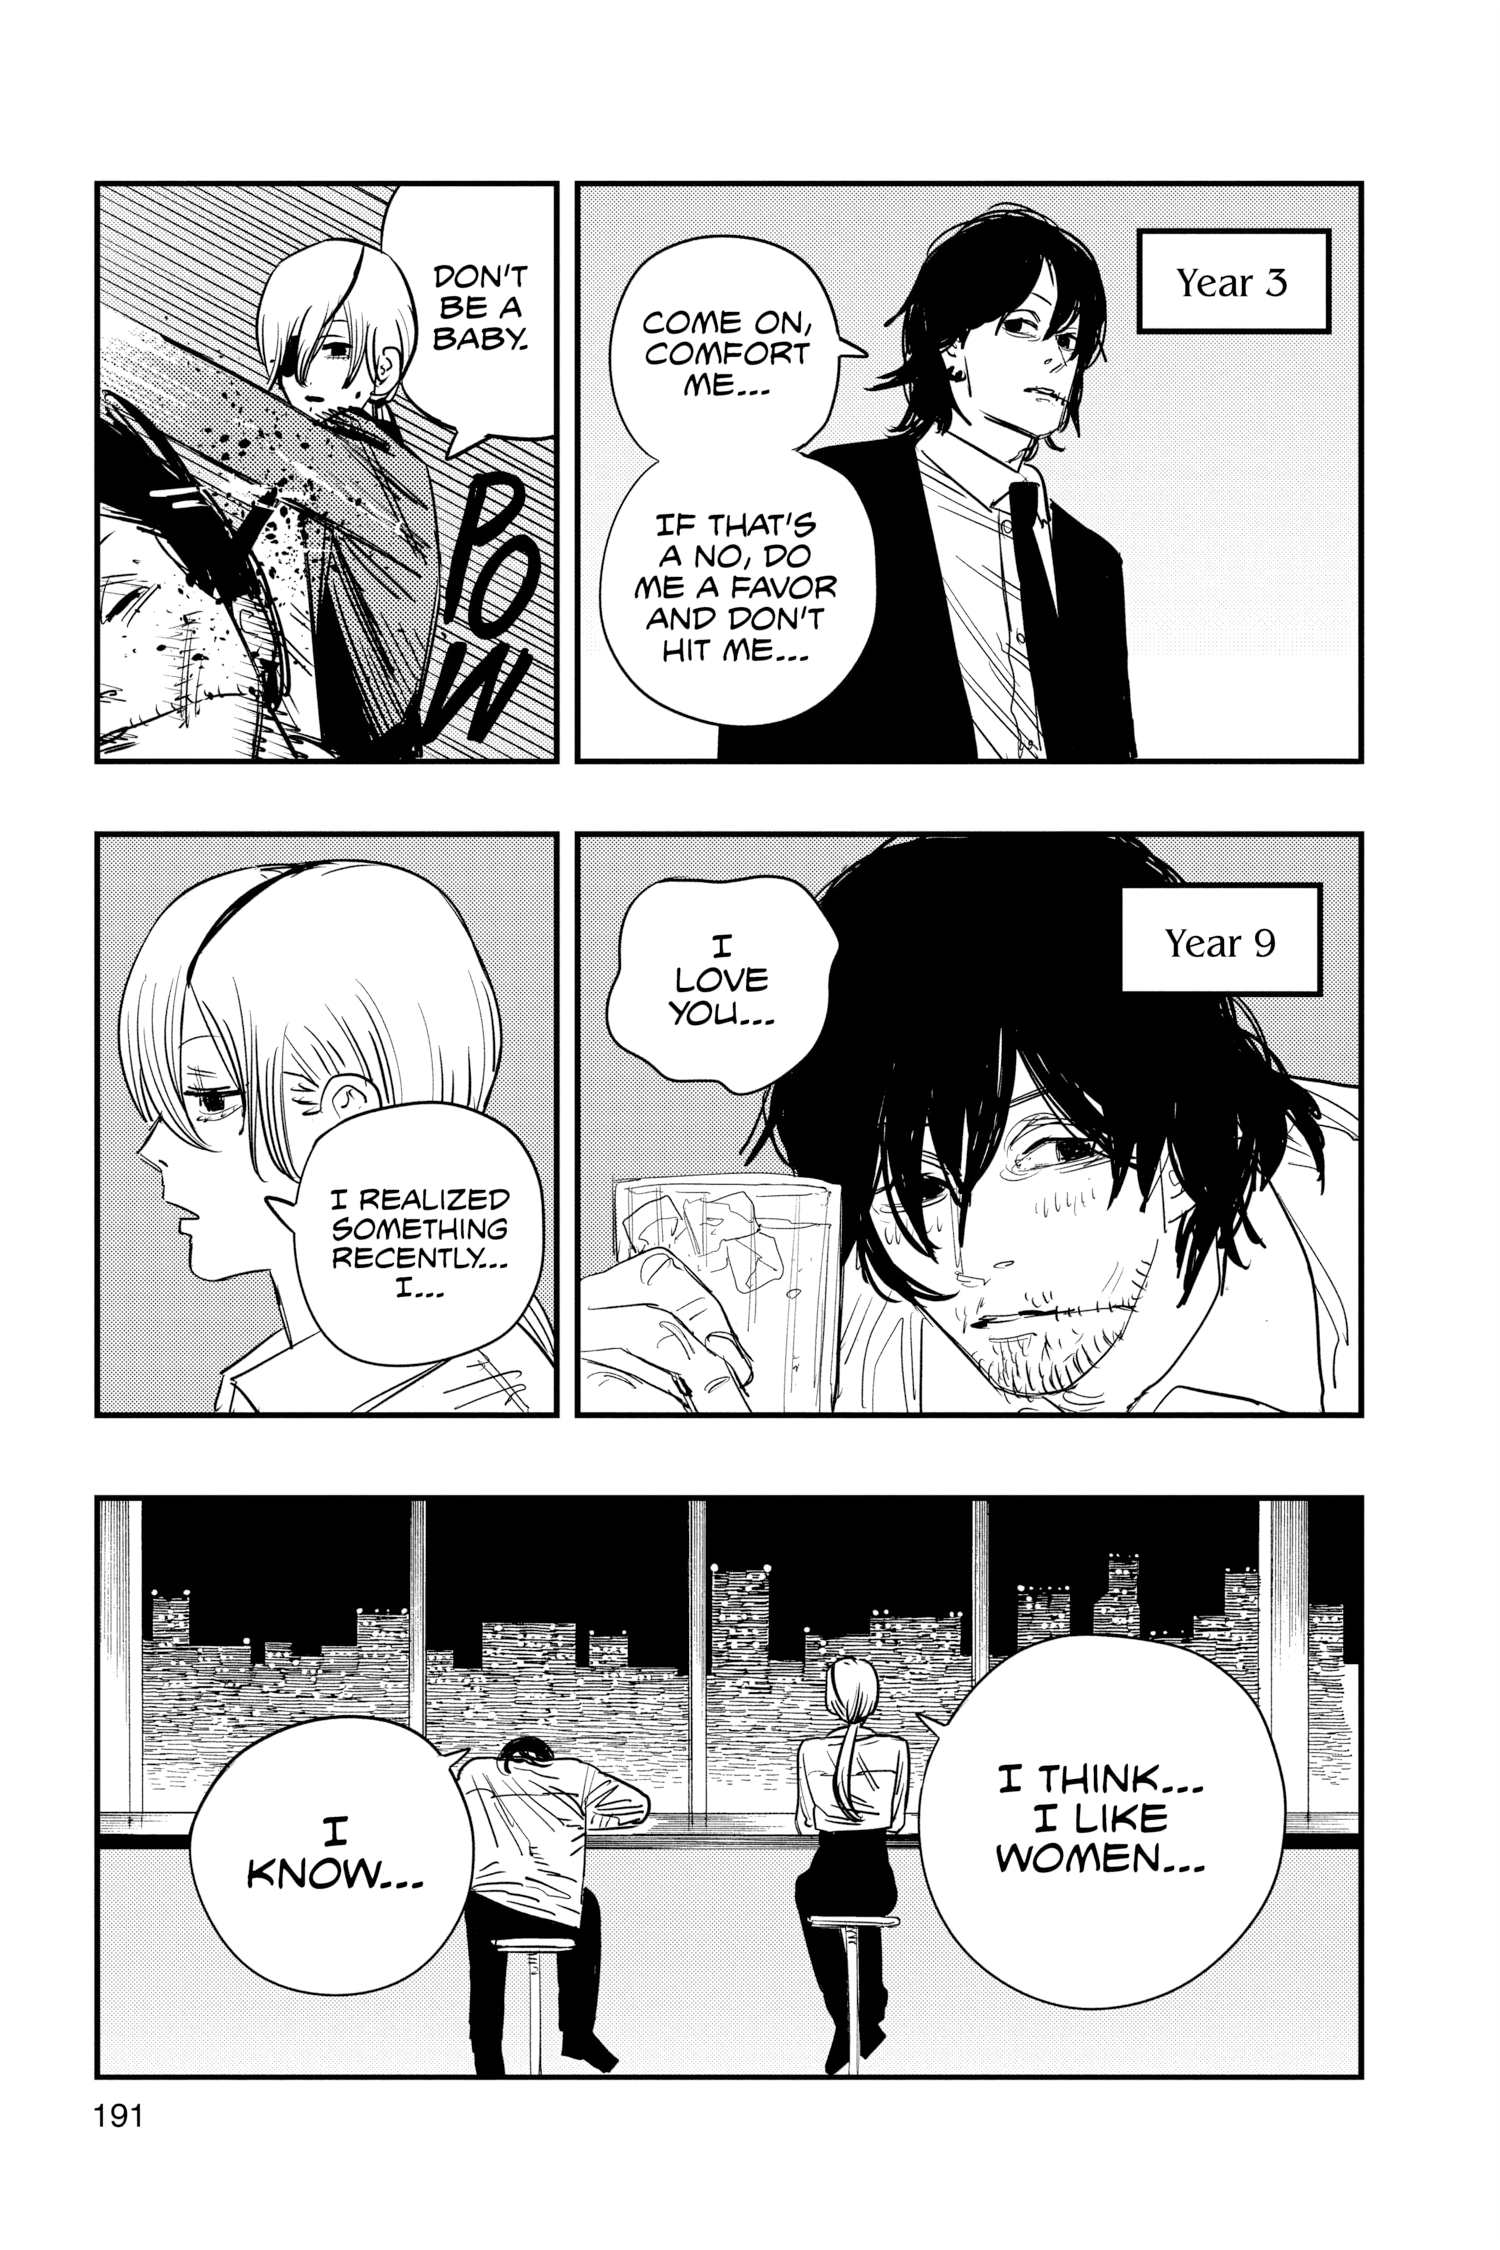 Year 3
COME ON,
COMFORT
ME...
IF THAT'S
A NO, DO
ME A FAVOR
AND DON'T
HIT ME...
DON'T
BE A
BABY.
POW
Year 9
I
LOVE
YOU...
I REALIZED
SOMETHING
RECENTLY...
I...
I THINK...
I LIKE
WOMEN...
I
KNOW...
191